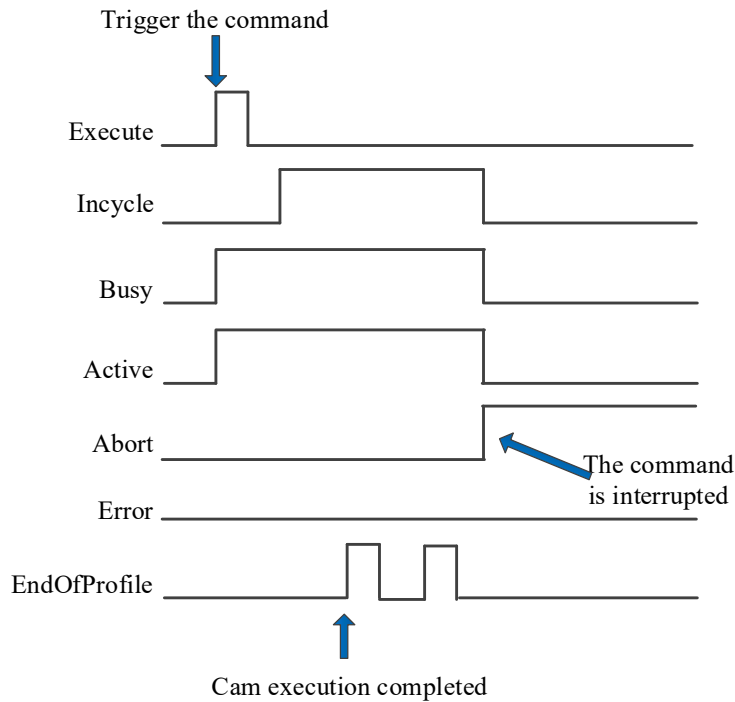 Trigger the command
Execute
Incycle
Busy
Active
Abort
The command
is interrupted
Error
EndOfProfile
Cam execution completed